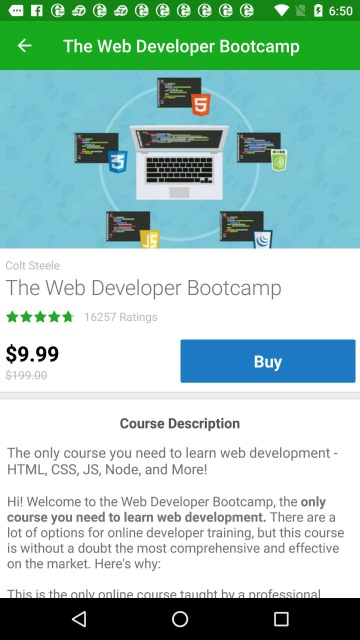 6:50
The Web Developer Bootcamp
5
3
JS
Colt Steele
The Web Developer Bootcamp
16257 Ratings
$9.99
$199.00
Buy
Course Description
The only course you need to learn web development -
HTML, CSS, JS, Node, and More!
Hi! Welcome to the Web Developer Bootcamp, the only
course you need to learn web development. There are a
lot of options for online developer training, but this course
is without a doubt the most comprehensive and effective
on the market. Here's why:
This is the only online course taught by a professional